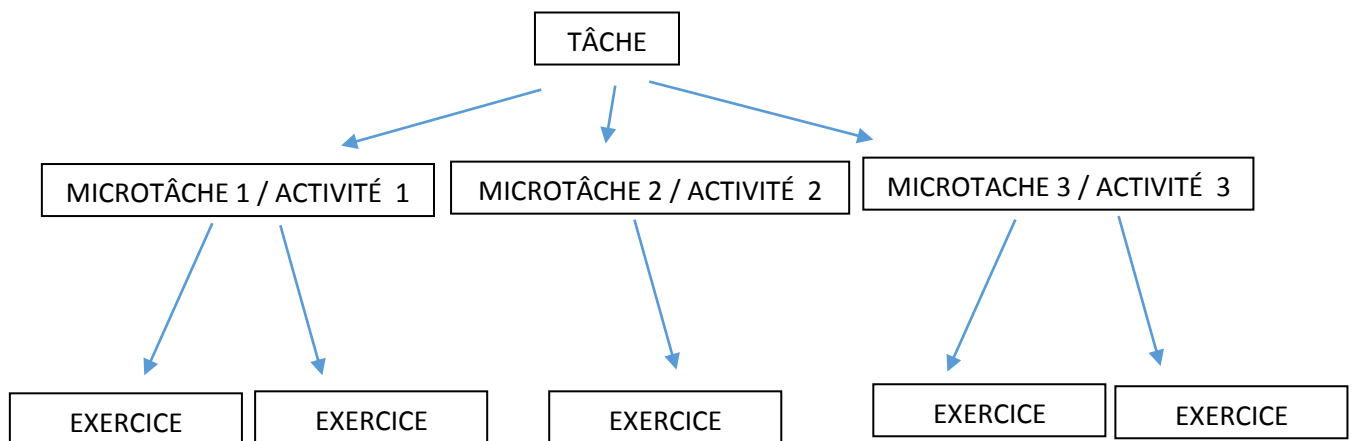 TÂCHE
MICROTÂCHE 1 / ACTIVITÉ 1
MICROTÂCHE 2 / ACTIVITÉ 2
MICROTACHE 3 / ACTIVITÉ 3
EXERCICE
EXERCICE
EXERCICE
EXERCICE
EXERCICE